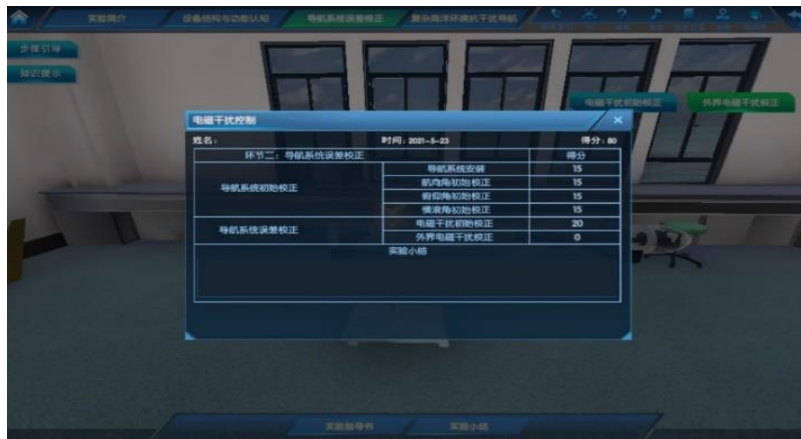 实验简介 设备结构与功能认知 导航系统误差校正 复杂海洋环境抗干扰导航
步骤引导
知识提示
电磁干扰初始校正 外界电磁干扰校正
电磁干扰控制
姓名: 时间: 2021-5-23 得分: 80
环节二: 导航系统误差校正 得分
导航系统初始校正
导航系统安装 15
航向角初始校正 15
俯仰角初始校正 15
横滚角初始校正 15
导航系统误差校正
电磁干扰初始校正 20
外界电磁干扰校正 0
实验小结
实验指导书 实验小结